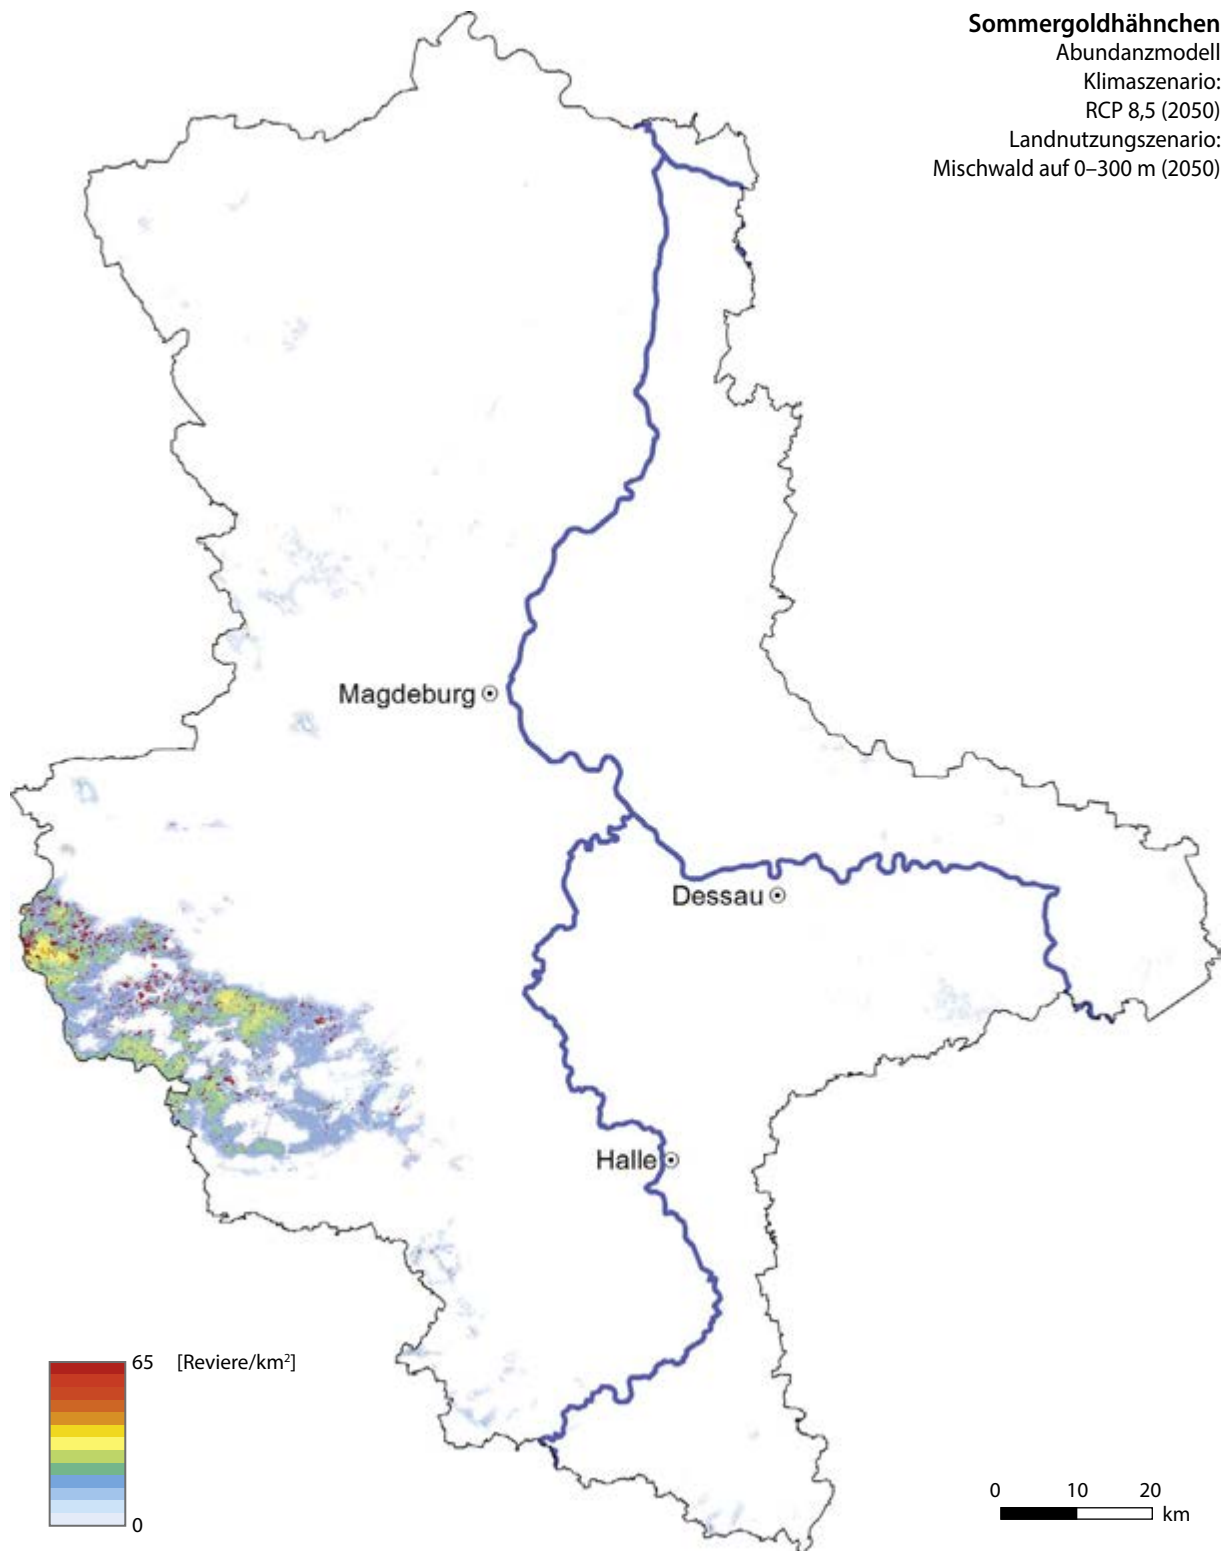 Sommergoldhähnchen
Abundanzmodell
Klimaszenario:
RCP 8,5 (2050)
Landnutzungszenario:
Mischwald auf 0–300 m (2050)
Magdeburg
Dessau
Halle
65 [Reviere/km²]
0
0 10 20
km